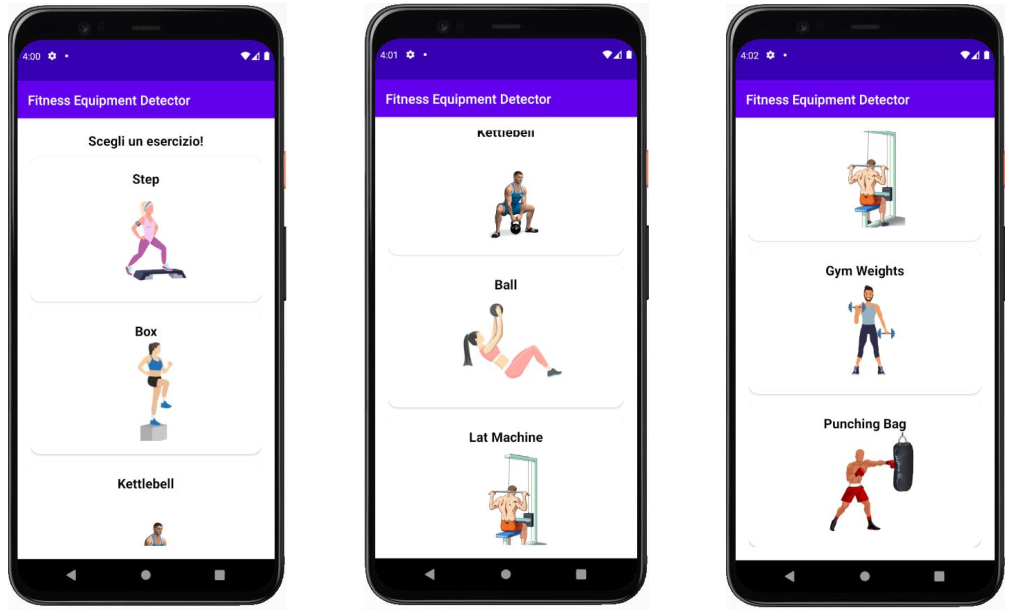 4:00
Fitness Equipment Detector
Scegli un esercizio!
Step
Box
Kettlebell
4:01
Fitness Equipment Detector
Kettlebell
Ball
Lat Machine
4:02
Fitness Equipment Detector
Gym Weights
Punching Bag